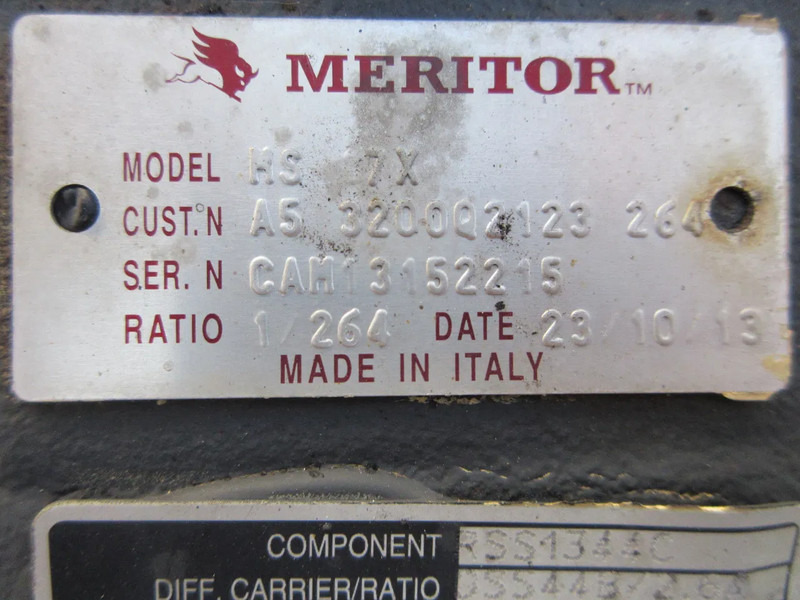 MERITOR™
MODEL HS 7X
CUST.N A5 3200Q2123 264
SER. N CAM13152215
RATIO 1/264 DATE 23/10/13
MADE IN ITALY
COMPONENT RSS1344C
DIFF. CARRIER/RATIO